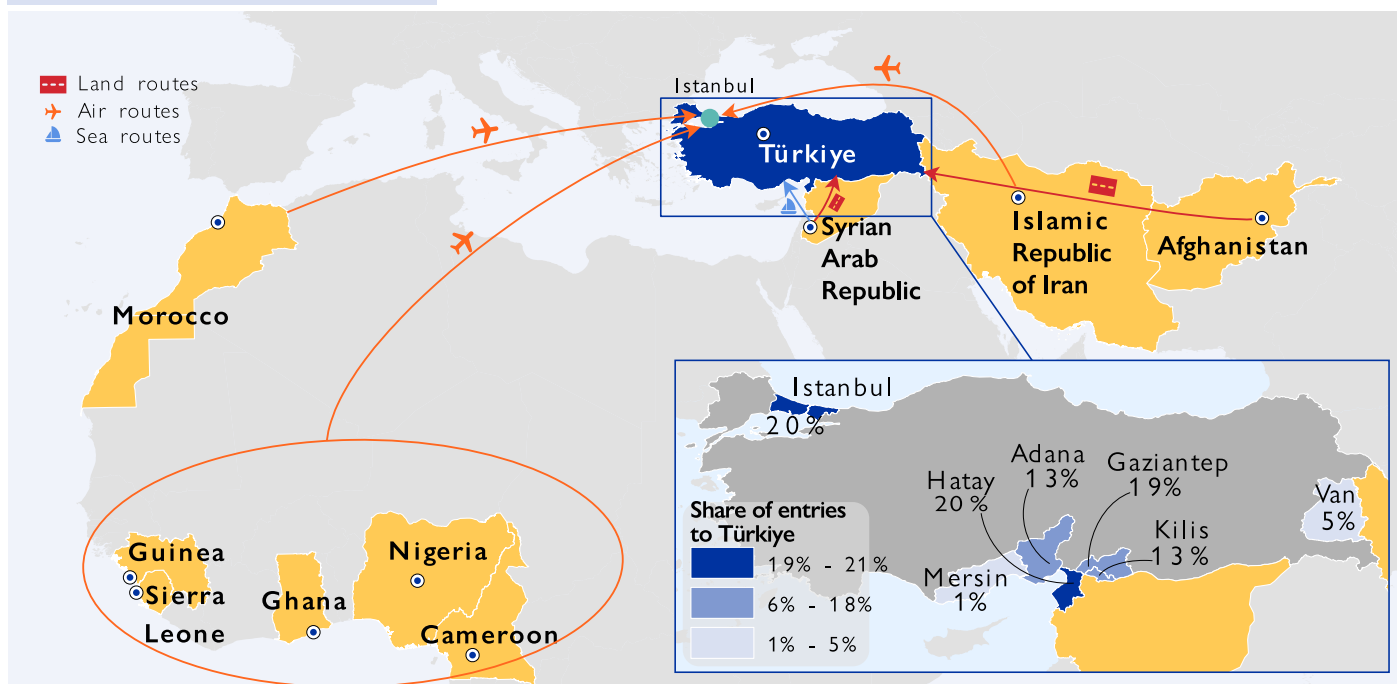 Land routes
Air routes
Sea routes
Istanbul
Türkiye
Syrian
Arab
Republic
Islamic
Republic
of Iran
Afghanistan
Morocco
Guinea
Sierra
Leone
Ghana
Nigeria
Cameroon
Istanbul
20%
Adana
13%
Hatay
20%
Gaziantep
19%
Van
5%
Kilis
13%
Mersin
1%
Share of entries
to Türkiye
19% - 21%
6% - 18%
1% - 5%